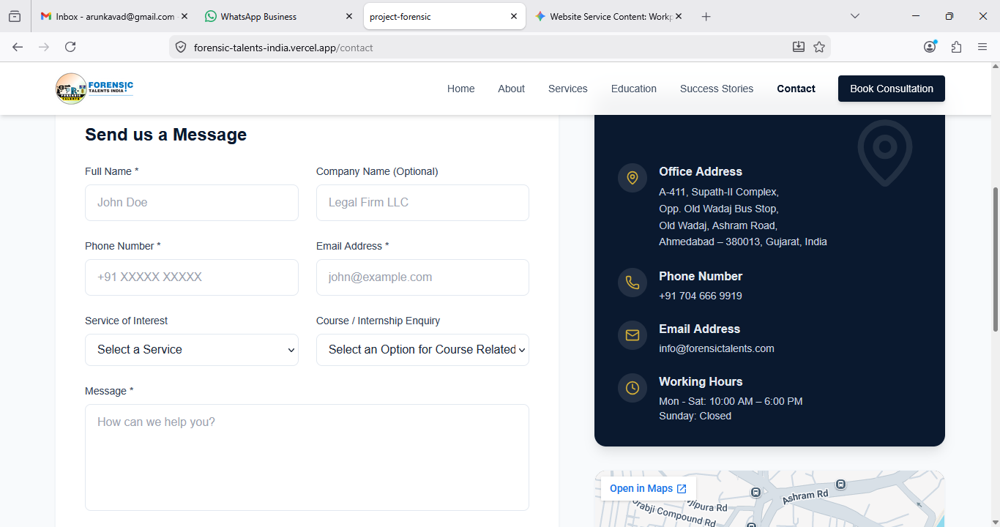 Inbox - arunkavad@gmail.com
WhatsApp Business
project-forensic
Website Service Content: Workp
forensic-talents-india.vercel.app/contact
FORENSIC
TALENTS INDIA
FORENSIC
TALENTS
Home
About
Services
Education
Success Stories
Contact
Book Consultation
Send us a Message
Full Name *
Company Name (Optional)
John Doe
Legal Firm LLC
Phone Number *
Email Address *
+91 XXXXX XXXXX
john@example.com
Service of Interest
Course / Internship Enquiry
Select a Service
Select an Option for Course Related
Message *
How can we help you?
Office Address
A-411, Supath-II Complex,
Opp. Old Wadaj Bus Stop,
Old Wadaj, Ashram Road,
Ahmedabad – 380013, Gujarat, India
Phone Number
+91 704 666 9919
Email Address
info@forensictalents.com
Working Hours
Mon - Sat: 10:00 AM – 6:00 PM
Sunday: Closed
Open in Maps
Ashram Rd
jipura Rd
orabji Compound Rd